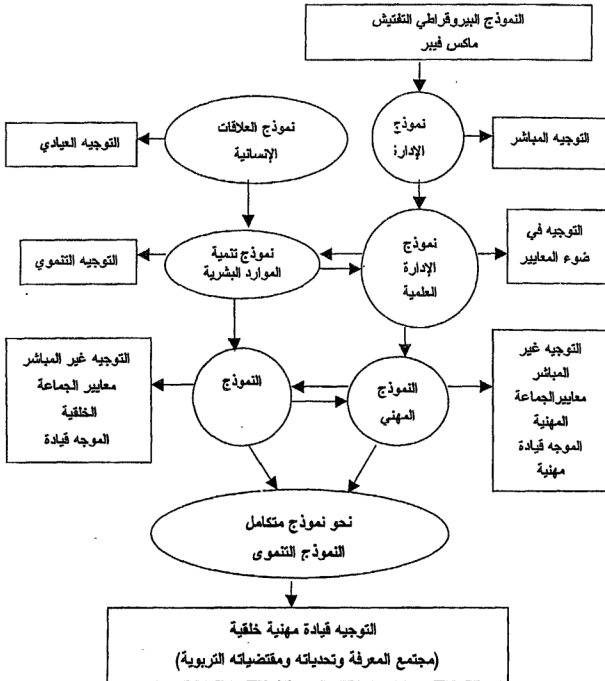 النموذج البيروقراطي التفتيش
ماكس فيبر
نموذج
الإدارة
التوجيه المباشر
نموذج العلاقات
الإنسانية
التوجيه العيادي
نموذج
الإدارة
العلمية
التوجيه في
ضوء المعايير
نموذج تنمية
الموارد البشرية
التوجيه التنموي
النموذج
المهني
التوجيه غير
المباشر
معايير الجماعة
المهنية
الموجه قيادة
مهنية
النموذج
التوجيه غير المباشر
معايير الجماعة
الخلقية
الموجه قيادة
نحو نموذج متكامل
النموذج التنموى
التوجيه قيادة مهنية خلقية
(مجتمع المعرفة وتحدياته ومقتضياته التربوية)